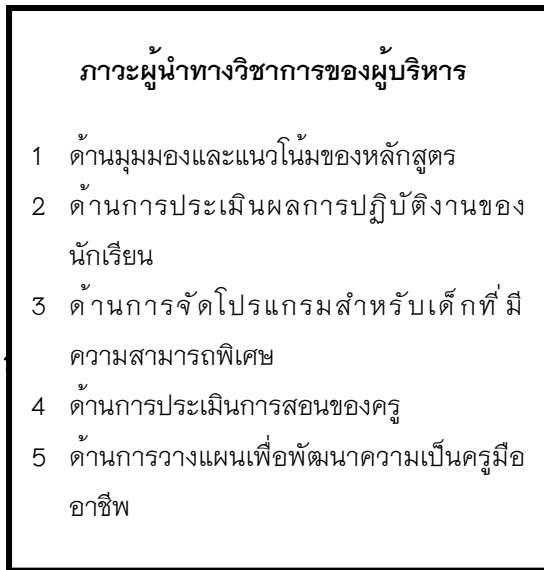 ภาวะผู้นำทางวิชาการของผู้บริหาร
1 ด้านมุมมองและแนวโน้มของหลักสูตร
2 ด้านการประเมินผลการปฏิบัติงานของ
นักเรียน
3 ด้านการจัดโปรแกรมสำหรับเด็กที่มี
ความสามารถพิเศษ
4 ด้านการประเมินการสอนของครู
5 ด้านการวางแผนเพื่อพัฒนาความเป็นครูมือ
อาชีพ